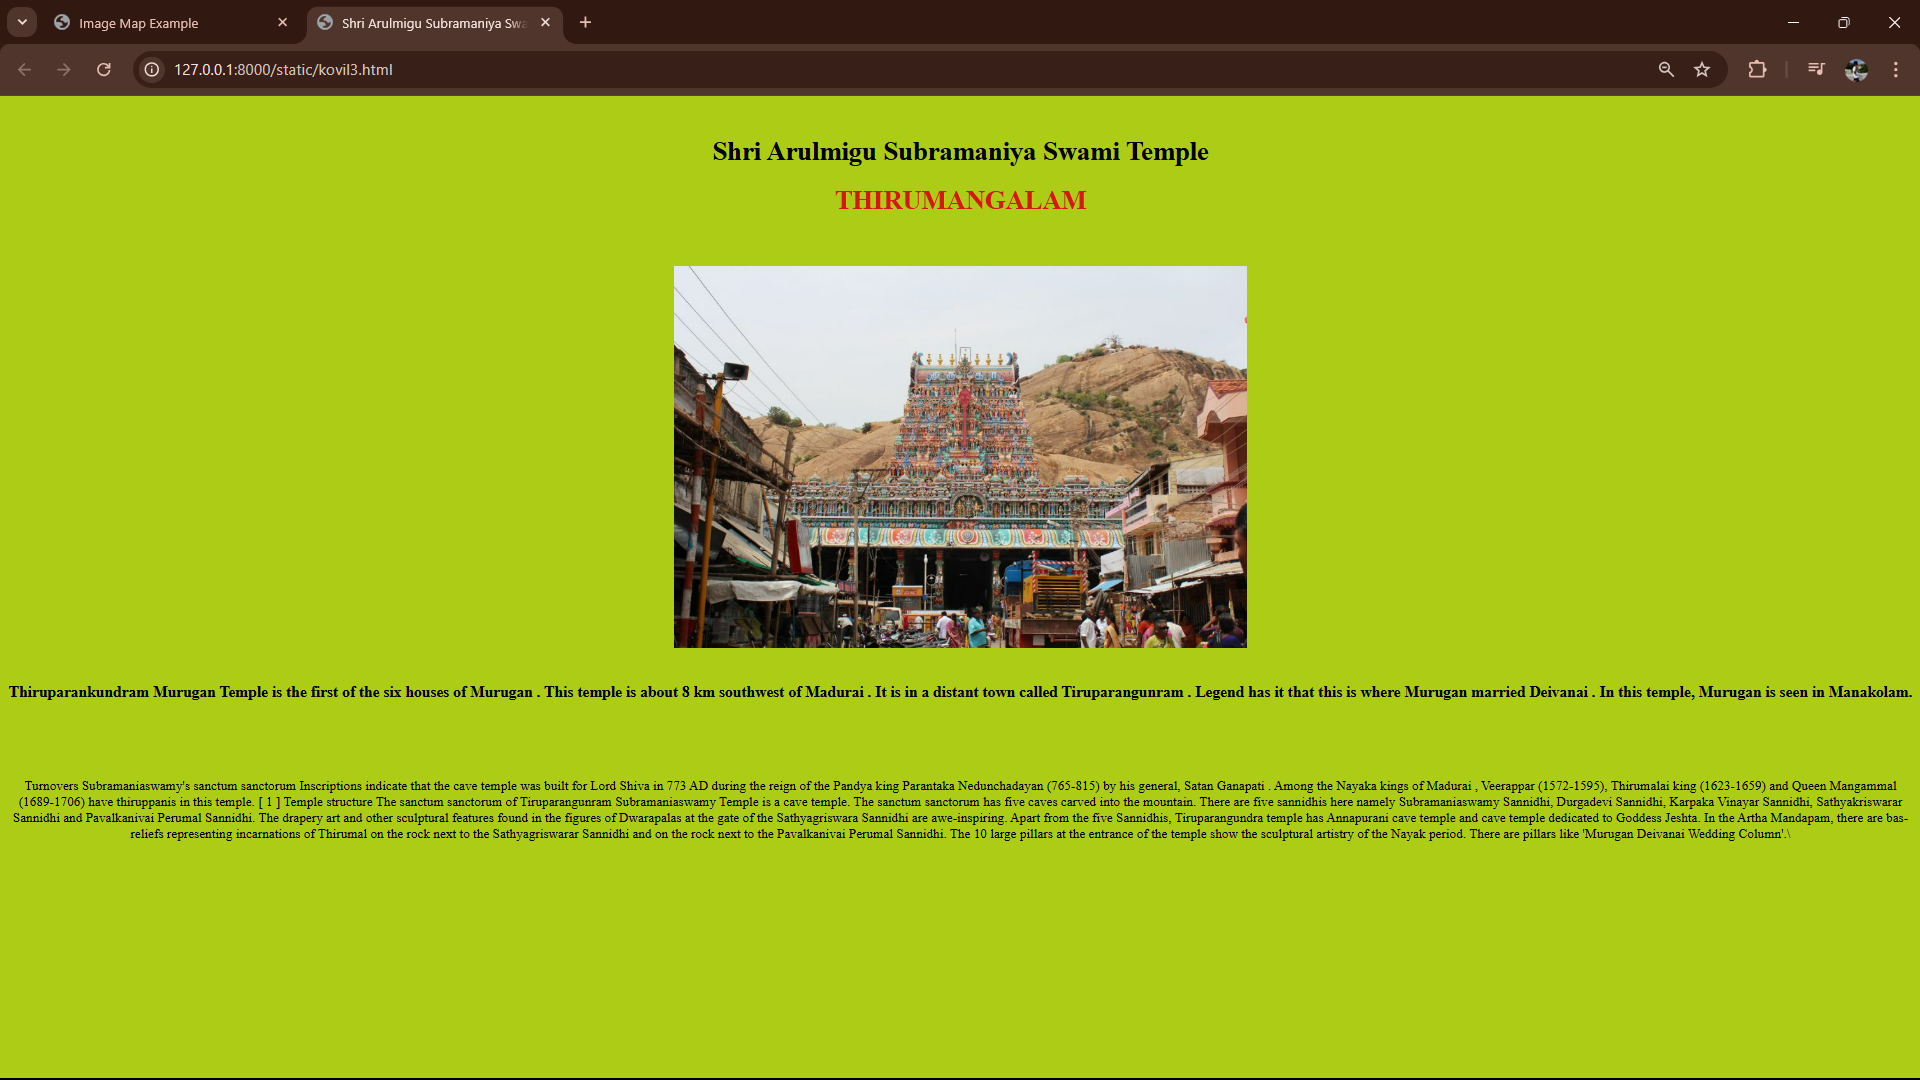 Image Map Example
Shri Arulmigu Subramaniya Swa
127.0.0.1:8000/static/kovil3.html
Shri Arulmigu Subramaniya Swami Temple
THIRUMANGALAM
Thiruparankundram Murugan Temple is the first of the six houses of Murugan . This temple is about 8 km southwest of Madurai . It is in a distant town called Tiruparangunram . Legend has it that this is where Murugan married Deivanai . In this temple, Murugan is seen in Manakolam.
Turnovers Subramaniaswamy's sanctum sanctorum Inscriptions indicate that the cave temple was built for Lord Shiva in 773 AD during the reign of the Pandya king Parantaka Nedunchadayan (765-815) by his general, Satan Ganapati . Among the Nayaka kings of Madurai , Veerappar (1572-1595), Thirumalai king (1623-1659) and Queen Mangammal
(1689-1706) have thiruppanis in this temple. [ 1 ] Temple structure The sanctum sanctorum of Tiruparangunram Subramaniaswamy Temple is a cave temple. The sanctum sanctorum has five caves carved into the mountain. There are five sannidhis here namely Subramaniaswamy Sannidhi, Durgadevi Sannidhi, Karpaka Vinayar Sannidhi, Sathyakriswarar
Sannidhi and Pavalkanivai Perumal Sannidhi. The drapery art and other sculptural features found in the figures of Dwarapalas at the gate of the Sathyagriswara Sannidhi are awe-inspiring. Apart from the five Sannidhis, Tiruparangundra temple has Annapurani cave temple and cave temple dedicated to Goddess Jeshta. In the Artha Mandapam, there are bas-
reliefs representing incarnations of Thirumal on the rock next to the Sathyagriswarar Sannidhi and on the rock next to the Pavalkanivai Perumal Sannidhi. The 10 large pillars at the entrance of the temple show the sculptural artistry of the Nayak period. There are pillars like 'Murugan Deivanai Wedding Column'.\